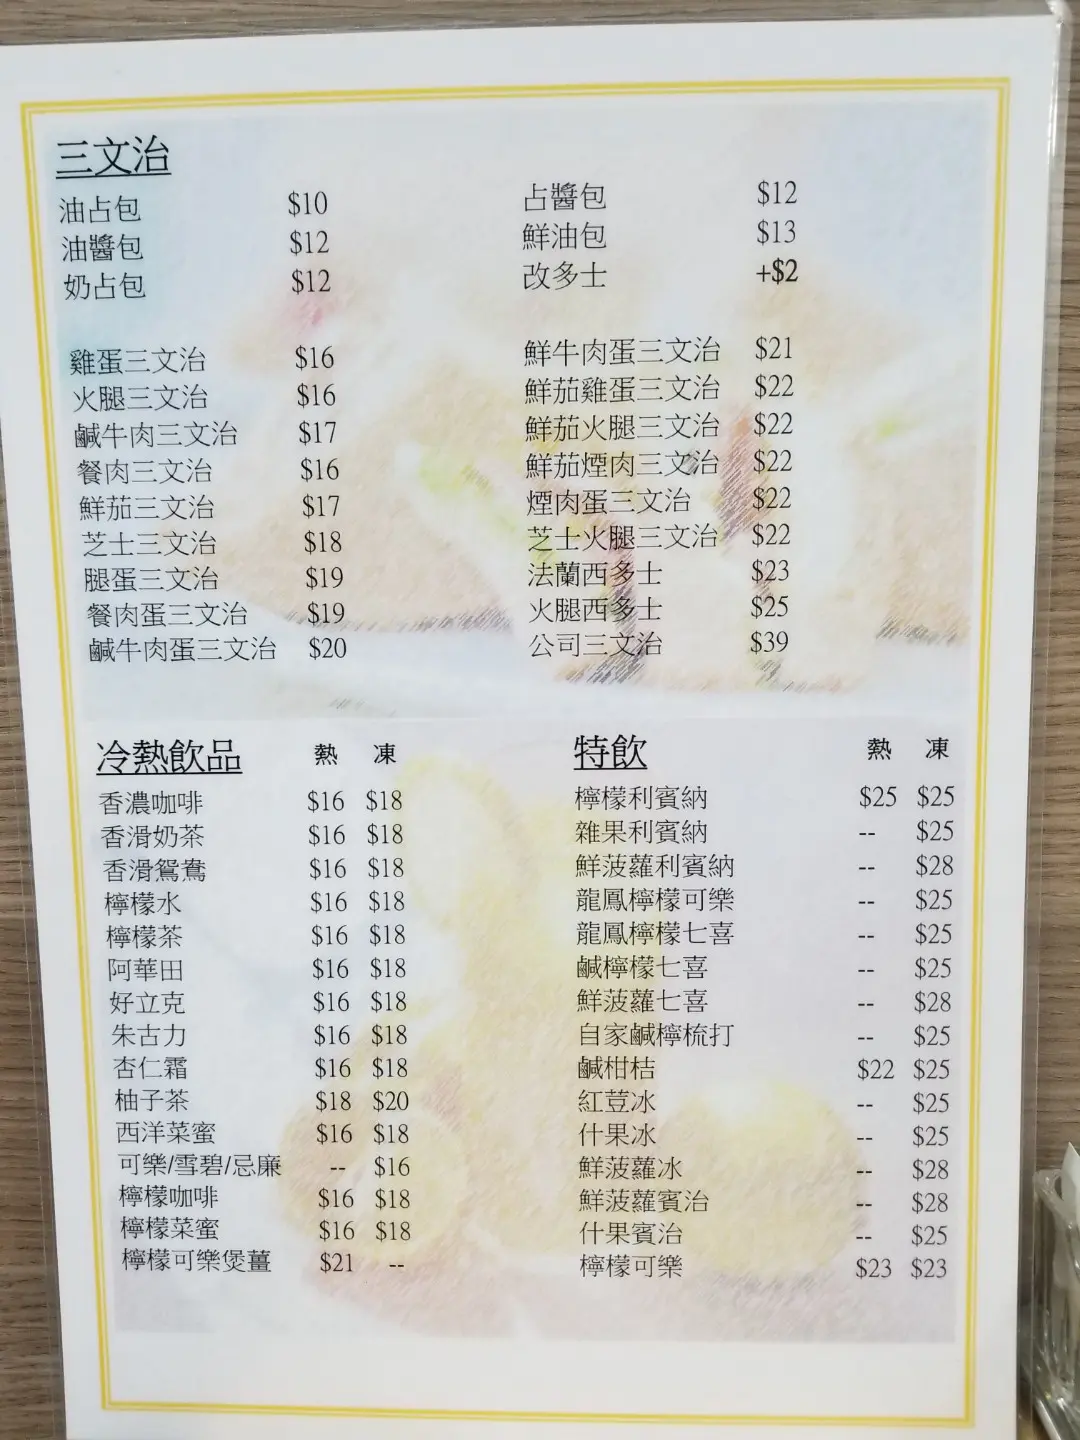 三文治
油占包 $10
油醬包 $12
奶占包 $12
占醬包 $12
鮮油包 $13
改多士 +$2
雞蛋三文治 $16
火腿三文治 $16
鹹牛肉三文治 $17
餐肉三文治 $16
鮮茄三文治 $17
芝士三文治 $18
腿蛋三文治 $19
餐肉蛋三文治 $19
鹹牛肉蛋三文治 $20
鮮牛肉蛋三文治 $21
鮮茄雞蛋三文治 $22
鮮茄火腿三文治 $22
鮮茄煙肉三文治 $22
煙肉蛋三文治 $22
芝士火腿三文治 $22
法蘭西多士 $23
火腿西多士 $25
公司三文治 $39
冷熱飲品 熱 凍
香濃咖啡 $16 $18
香滑奶茶 $16 $18
香滑鴛鴦 $16 $18
檸檬水 $16 $18
檸檬茶 $16 $18
阿華田 $16 $18
好立克 $16 $18
朱古力 $16 $18
杏仁霜 $16 $18
柚子茶 $18 $20
西洋菜蜜 $16 $18
可樂/雪碧/忌廉 -- $16
檸檬咖啡 $16 $18
檸檬菜蜜 $16 $18
檸檬可樂煲薑 $21 --
特飲 熱 凍
檸檬利賓納 $25 $25
雜果利賓納 -- $25
鮮菠蘿利賓納 -- $28
龍鳳檸檬可樂 -- $25
龍鳳檸檬七喜 -- $25
鹹檸檬七喜 -- $25
鮮菠蘿七喜 -- $28
自家鹹檸梳打 -- $25
鹹柑桔 $22 $25
紅荳冰 -- $25
什果冰 -- $25
鮮菠蘿冰 -- $28
鮮菠蘿賓治 -- $28
什果賓治 -- $25
檸檬可樂 $23 $23